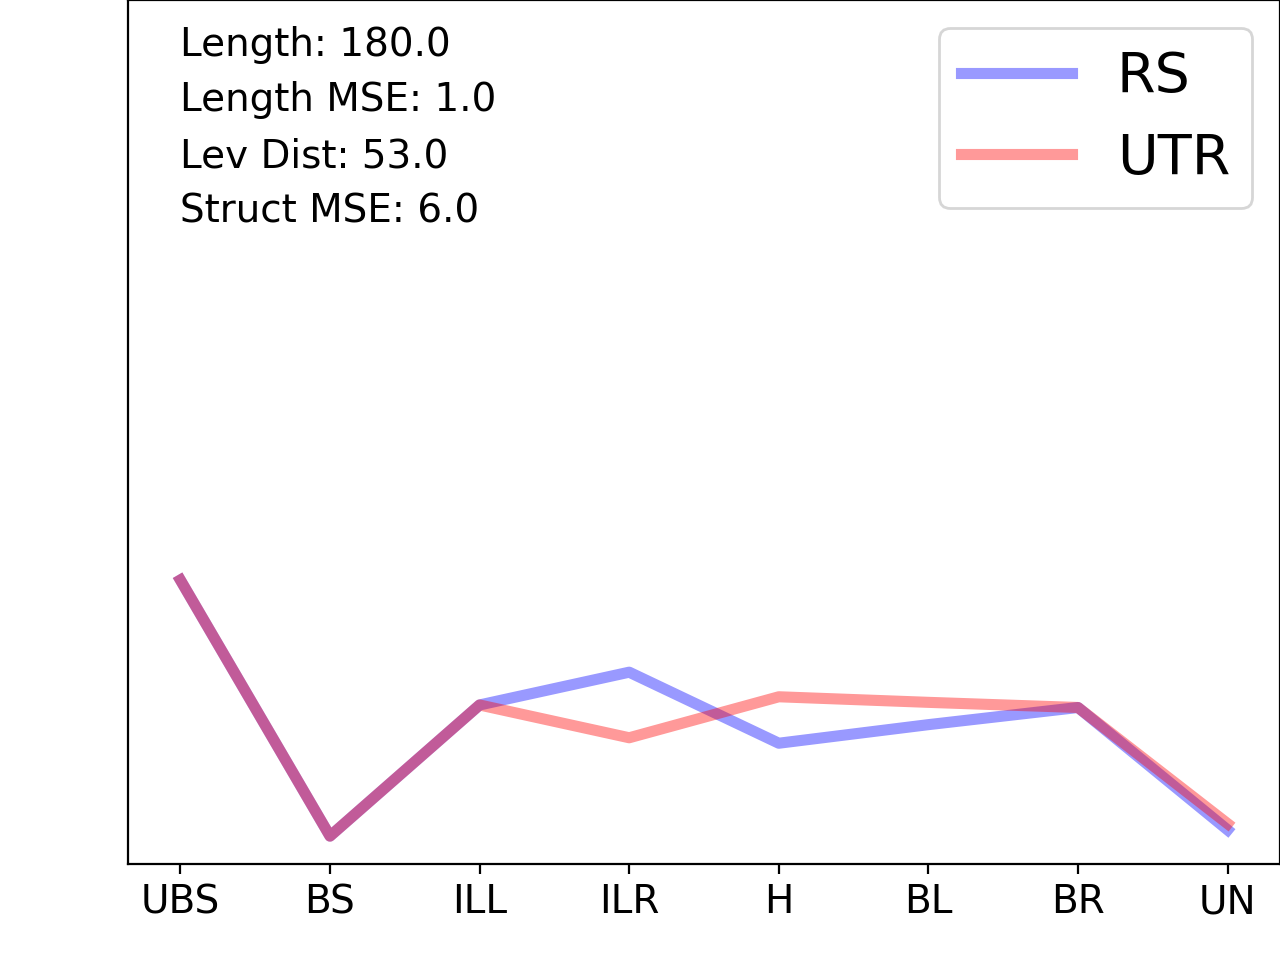 Length: 180.0
Length MSE: 1.0
Lev Dist: 53.0
Struct MSE: 6.0
RS
UTR
UBS BS ILL ILR H BL BR UN